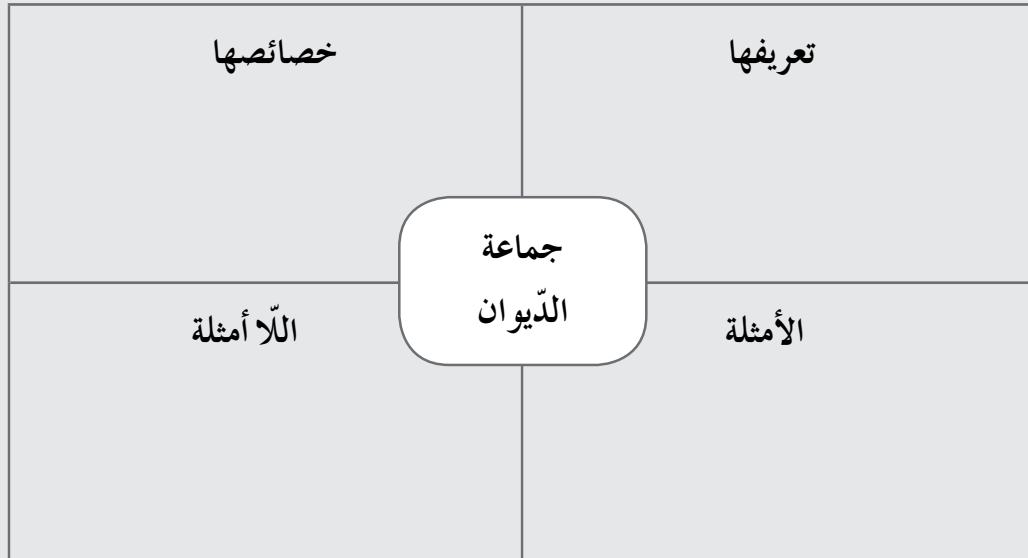 تعريفها
خصائصها
جماعة
الدّيوان
الأمثلة
اللّا أمثلة